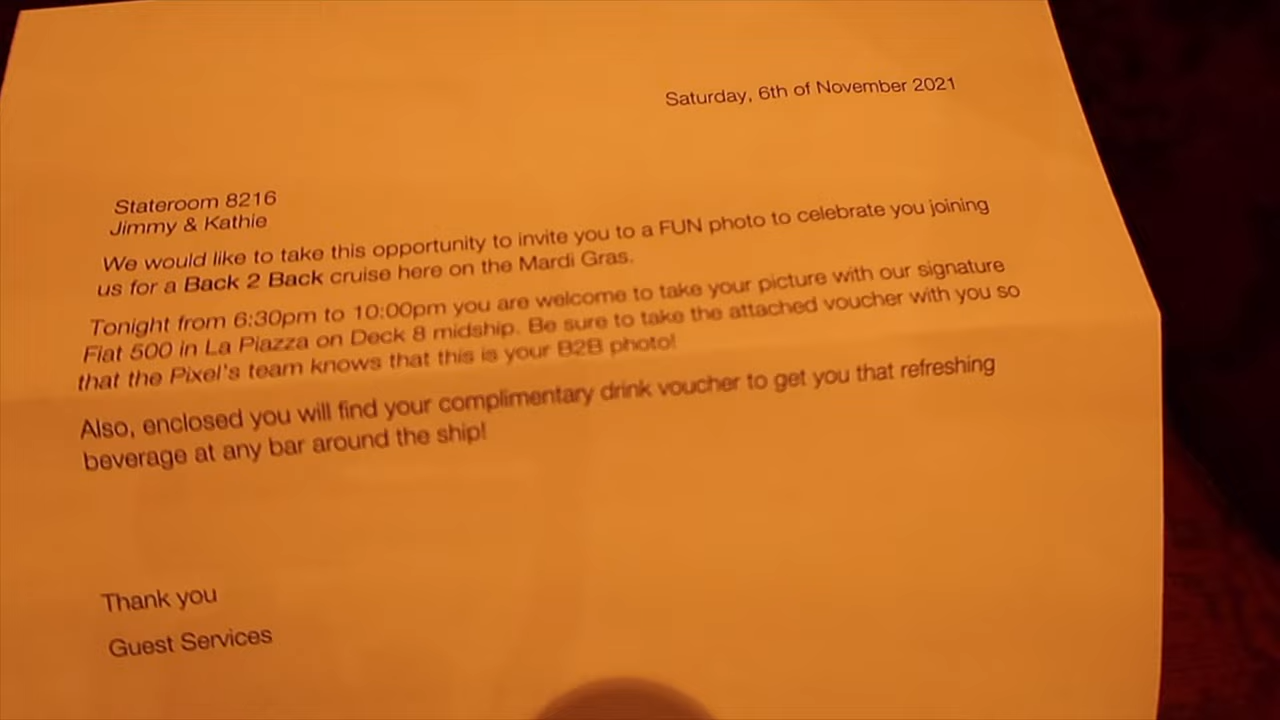 Saturday, 6th of November 2021
Stateroom 8216
Jimmy & Kathie
We would like to take this opportunity to invite you to a FUN photo to celebrate you joining
us for a Back 2 Back cruise here on the Mardi Gras.
Tonight from 6:30pm to 10:00pm you are welcome to take your picture with our signature
Fiat 500 in La Piazza on Deck 8 midship. Be sure to take the attached voucher with you so
that the Pixel's team knows that this is your B2B photo!
Also, enclosed you will find your complimentary drink voucher to get you that refreshing
beverage at any bar around the ship!
Thank you
Guest Services